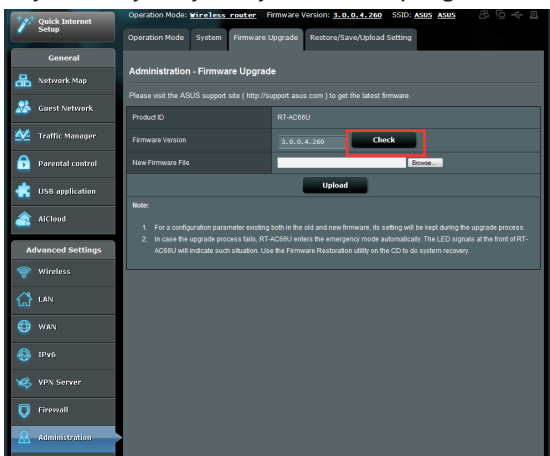 Operation Mode: Wireless router Firmware Version: 3.0.0.4.260 SSID: ASUS ASUS
Quick Internet
Setup
Operation Mode System Firmware Upgrade Restore/Save/Upload Setting
General
Network Map
Guest Network
Traffic Manager
Parental control
USB application
AiCloud
Advanced Settings
Wireless
LAN
WAN
IPv6
VPN Server
Firewall
Administration
Administration - Firmware Upgrade
Please visit the ASUS support site ( http://support.asus.com ) to get the latest firmware.
Product ID RT-AC66U
Firmware Version 3.0.0.4.260 Check
New Firmware File Browse...
Upload
Note:
1. For a configuration parameter existing both in the old and new firmware, its setting will be kept during the upgrade process.
2. In case the upgrade process fails, RT-AC66U enters the emergency mode automatically. The LED signals at the front of RT-
AC66U will indicate such situation. Use the Firmware Restoration utility on the CD to do system recovery.